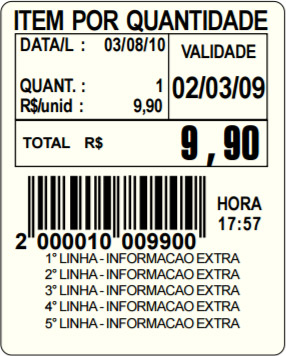 ITEM POR QUANTIDADE
DATA/L : 03/08/10
VALIDADE
QUANT. : 1
02/03/09
R$/unid : 9,90
TOTAL R$ 9,90
HORA
17:57
2 000010 009900
1° LINHA - INFORMACAO EXTRA
2° LINHA - INFORMACAO EXTRA
3° LINHA - INFORMACAO EXTRA
4° LINHA - INFORMACAO EXTRA
5° LINHA - INFORMACAO EXTRA